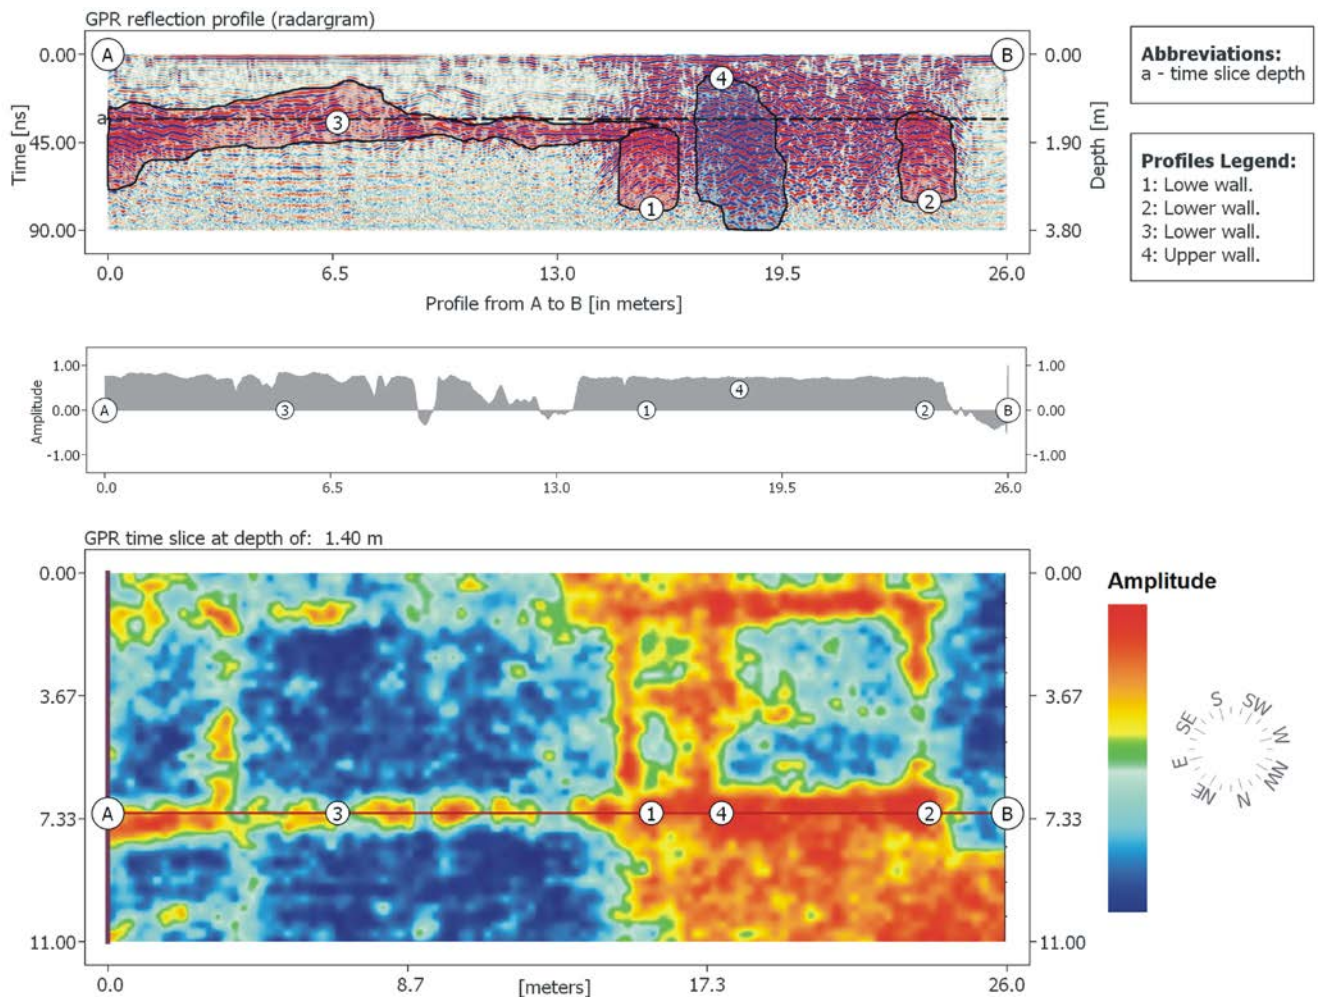 GPR reflection profile (radargram)
A
B
0.00
45.00
90.00
Time [ns]
a
3
4
1
2
0.00
1.90
3.80
Depth [m]
0.0
6.5
13.0
19.5
26.0
Profile from A to B [in meters]
Abbreviations:
a - time slice depth
Profiles Legend:
1: Lowe wall.
2: Lower wall.
3: Lower wall.
4: Upper wall.
1.00
0.00
-1.00
Amplitude
A
3
1
4
2
B
1.00
0.00
-1.00
0.0
6.5
13.0
19.5
26.0
GPR time slice at depth of: 1.40 m
0.00
3.67
7.33
11.00
A
3
1
4
2
B
0.00
3.67
7.33
11.00
0.0
8.7
[meters]
17.3
26.0
Amplitude
S
SW
W
NW
N
NE
E
SE